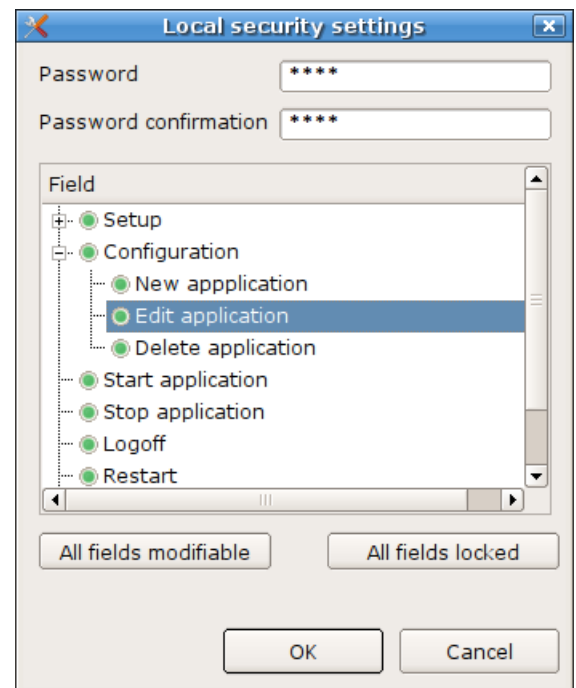 Local security settings
Password ****
Password confirmation ****
Field
Setup
Configuration
New appplication
Edit application
Delete application
Start application
Stop application
Logoff
Restart
All fields modifiable All fields locked
OK Cancel